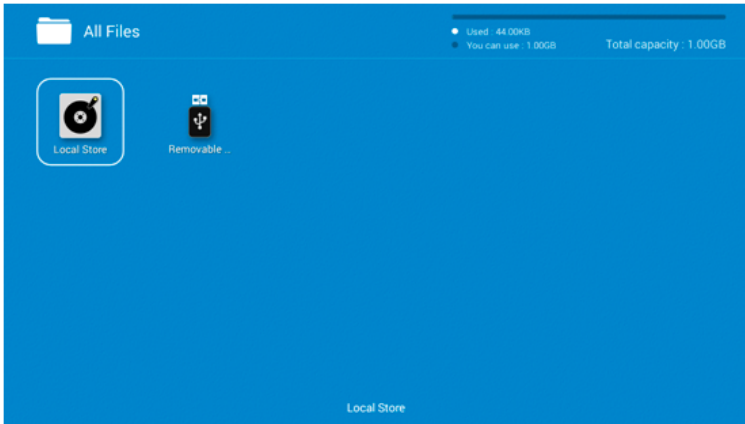 All Files
Used : 44.00KB
You can use : 1.00GB
Total capacity : 1.00GB
Local Store
Removable ...
Local Store